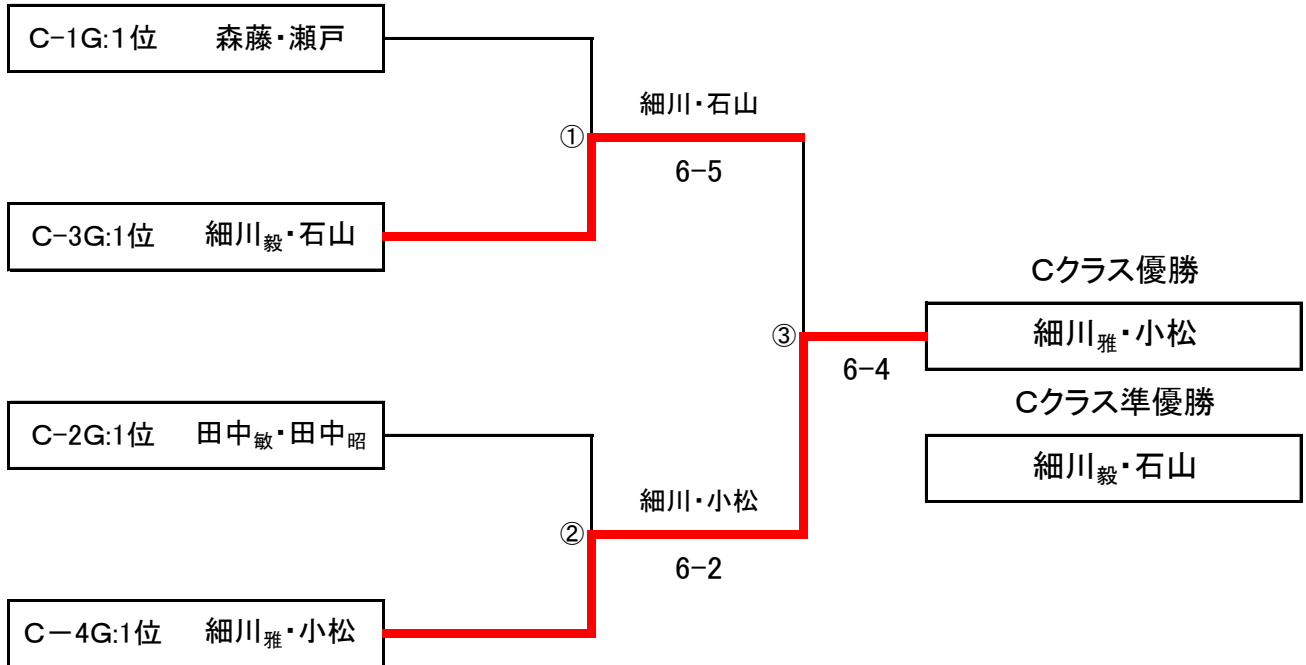 C-1G:1位 森藤・瀬戸
細川・石山
①
6-5
C-3G:1位 細川毅・石山
Cクラス優勝
細川雅・小松
③
6-4
Cクラス準優勝
C-2G:1位 田中敏・田中昭
細川毅・石山
細川・小松
②
6-2
C－4G:1位 細川雅・小松